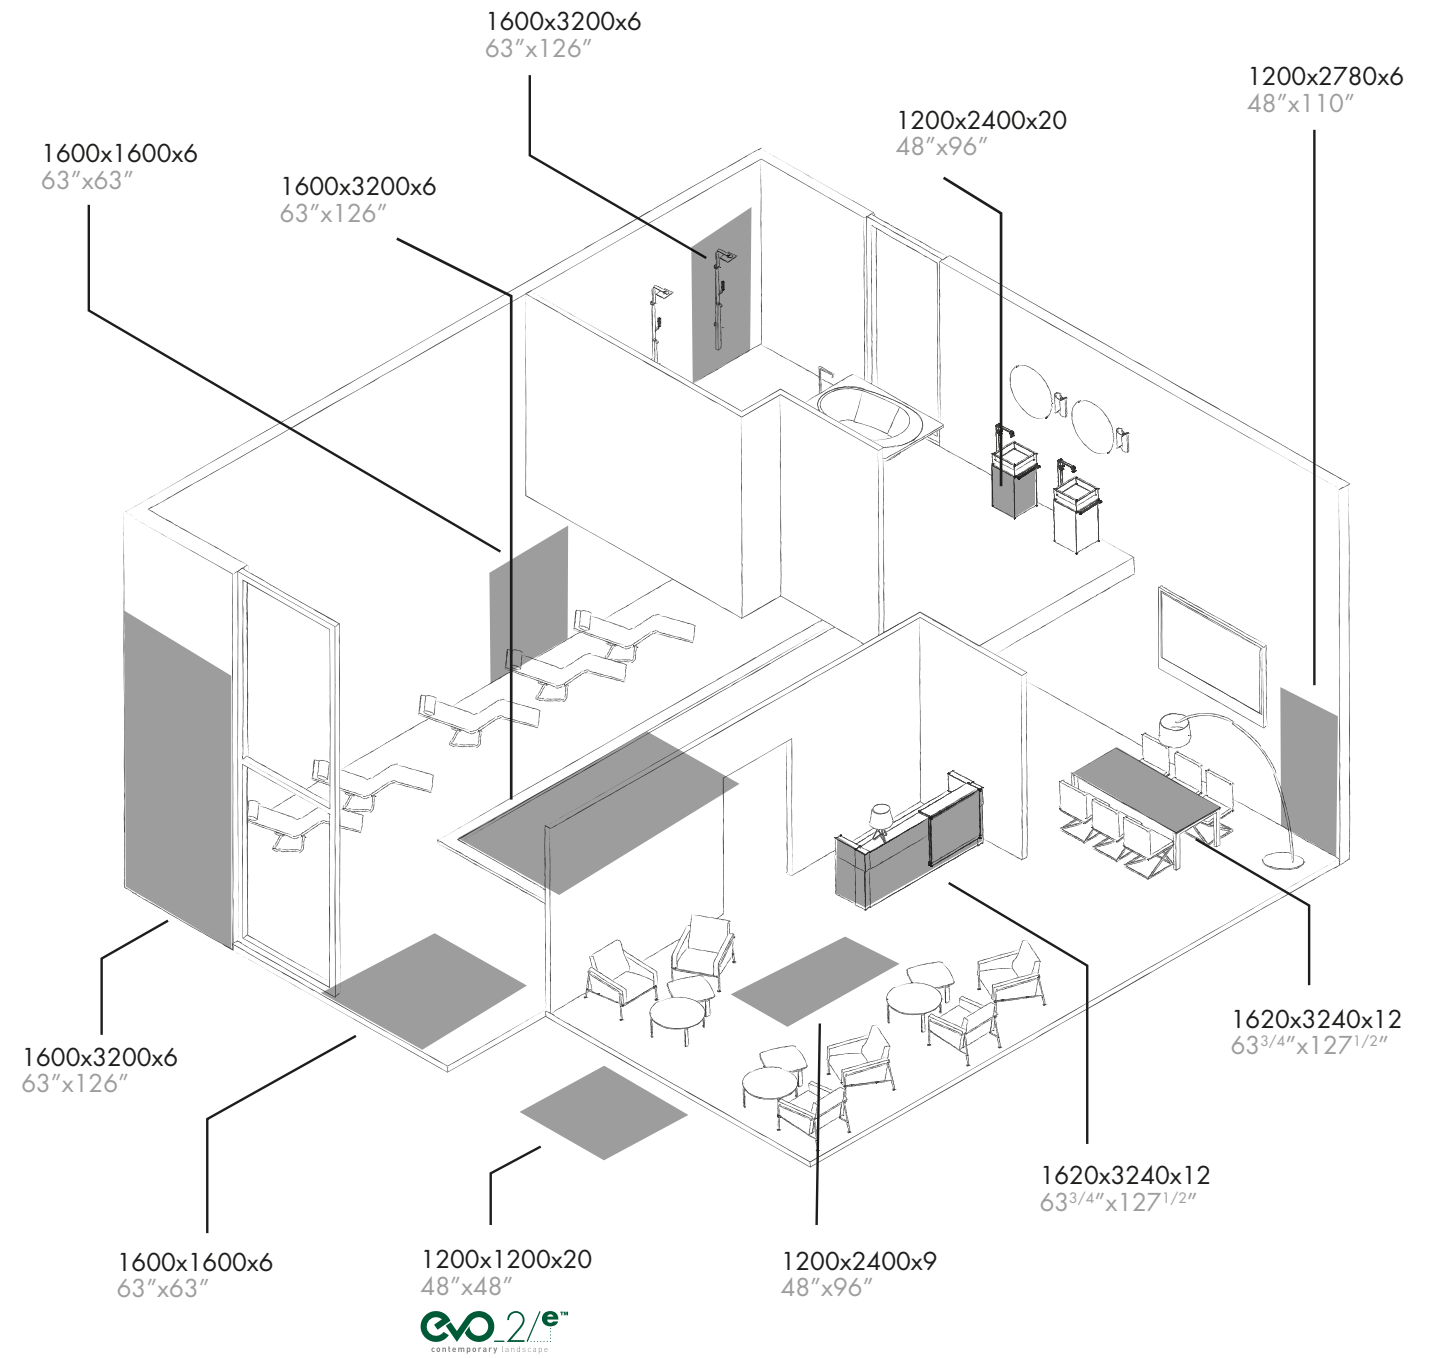 1600x3200x6
63”x126”
1200x2780x6
48”x110”
1200x2400x20
48”x96”
1600x1600x6
63”x63”
1600x3200x6
63”x126”
1620x3240x12
633/4”x1271/2”
1600x3200x6
63”x126”
1620x3240x12
633/4”x1271/2”
1600x1600x6
63”x63”
1200x1200x20
48”x48”
1200x2400x9
48”x96”
evo_2/e™
contemporary landscape